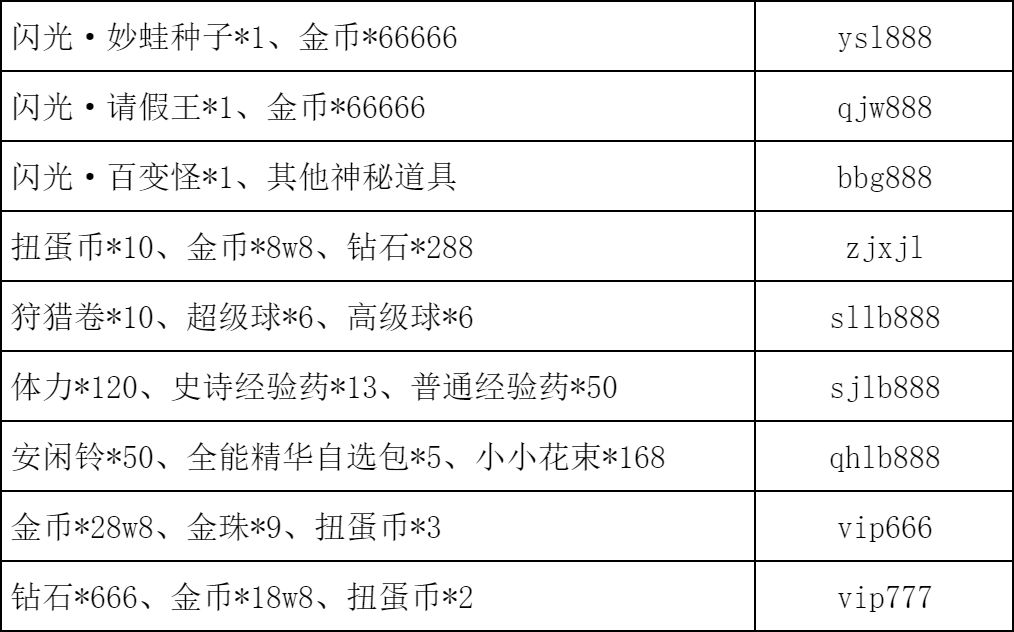 闪光·妙蛙种子*1、金币*66666 ysl888
闪光·请假王*1、金币*66666 qjw888
闪光·百变怪*1、其他神秘道具 bbg888
扭蛋币*10、金币*8w8、钻石*288 zjxjl
狩猎卷*10、超级球*6、高级球*6 sllb888
体力*120、史诗经验药*13、普通经验药*50 sjlb888
安闲铃*50、全能精华自选包*5、小小花束*168 qhlb888
金币*28w8、金珠*9、扭蛋币*3 vip666
钻石*666、金币*18w8、扭蛋币*2 vip777